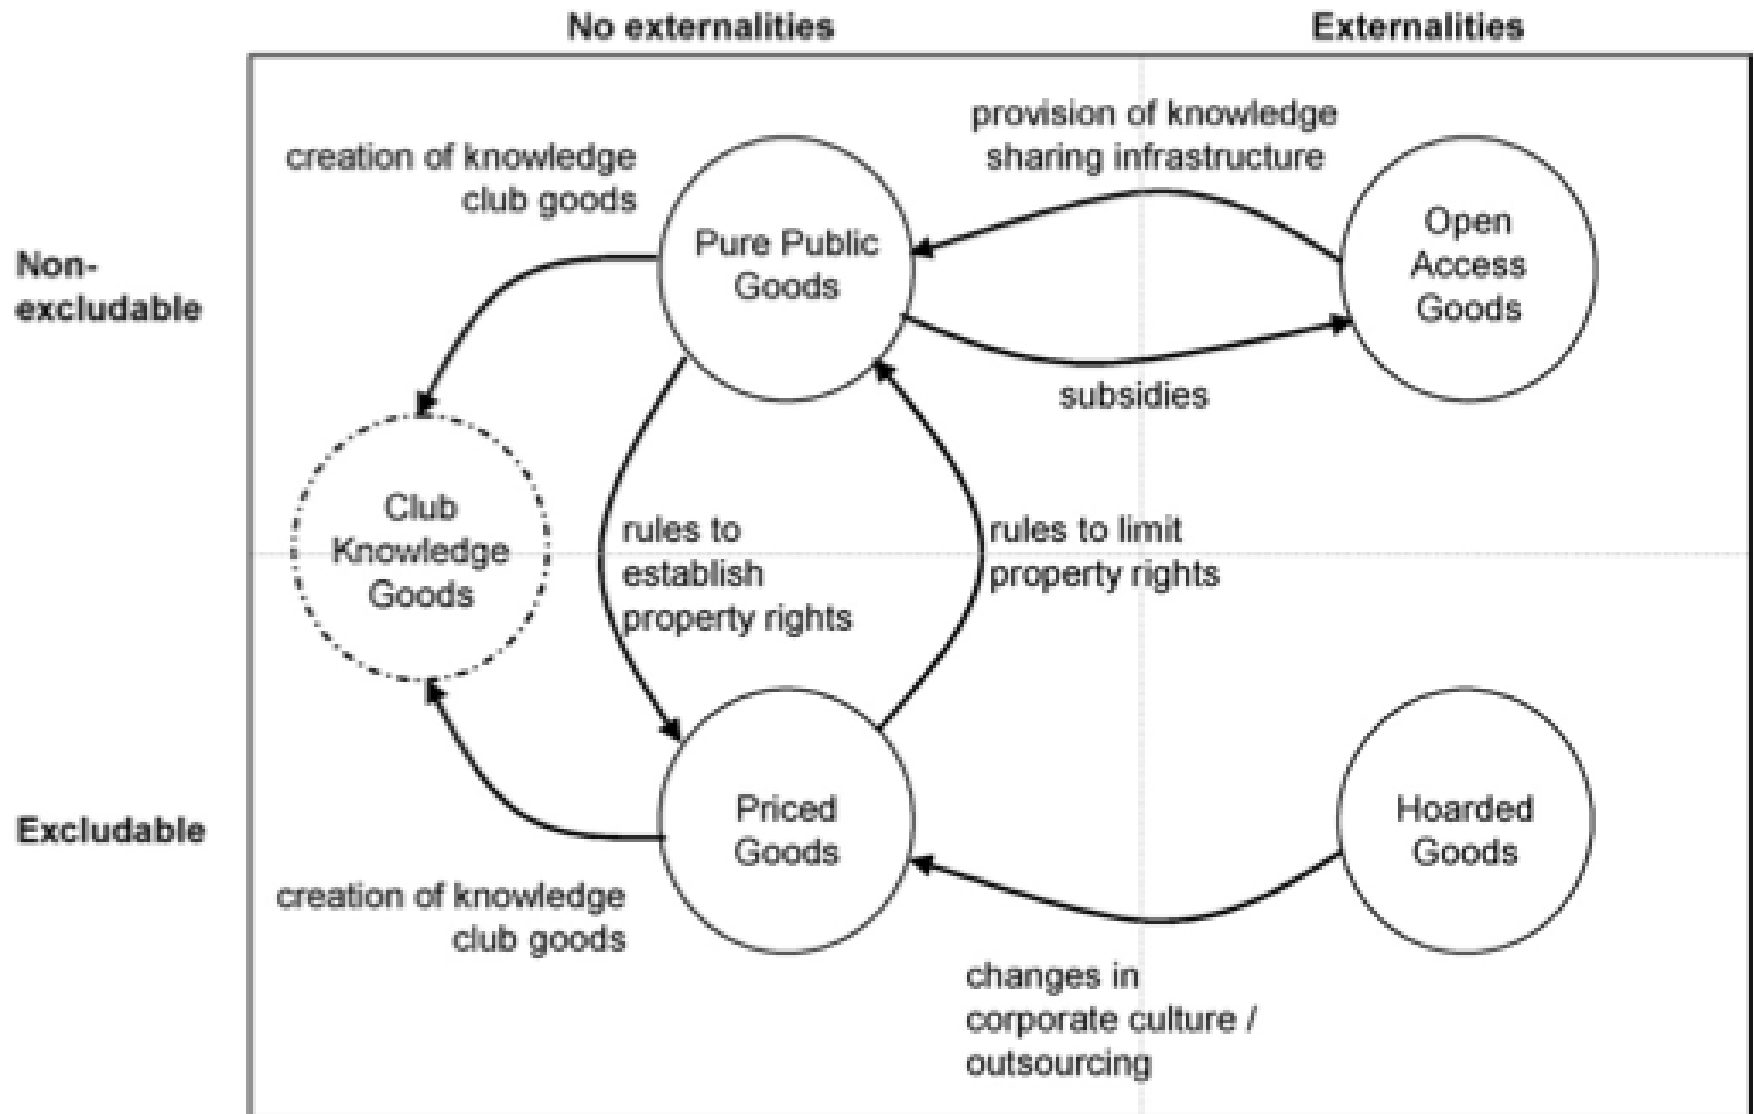 No externalities
Externalities
provision of knowledge
sharing infrastructure
creation of knowledge
club goods
Pure Public
Goods
Open
Access
Goods
Non-
excludable
subsidies
Club
Knowledge
Goods
rules to
establish
property rights
rules to limit
property rights
Excludable
Priced
Goods
Hoarded
Goods
creation of knowledge
club goods
changes in
corporate culture /
outsourcing